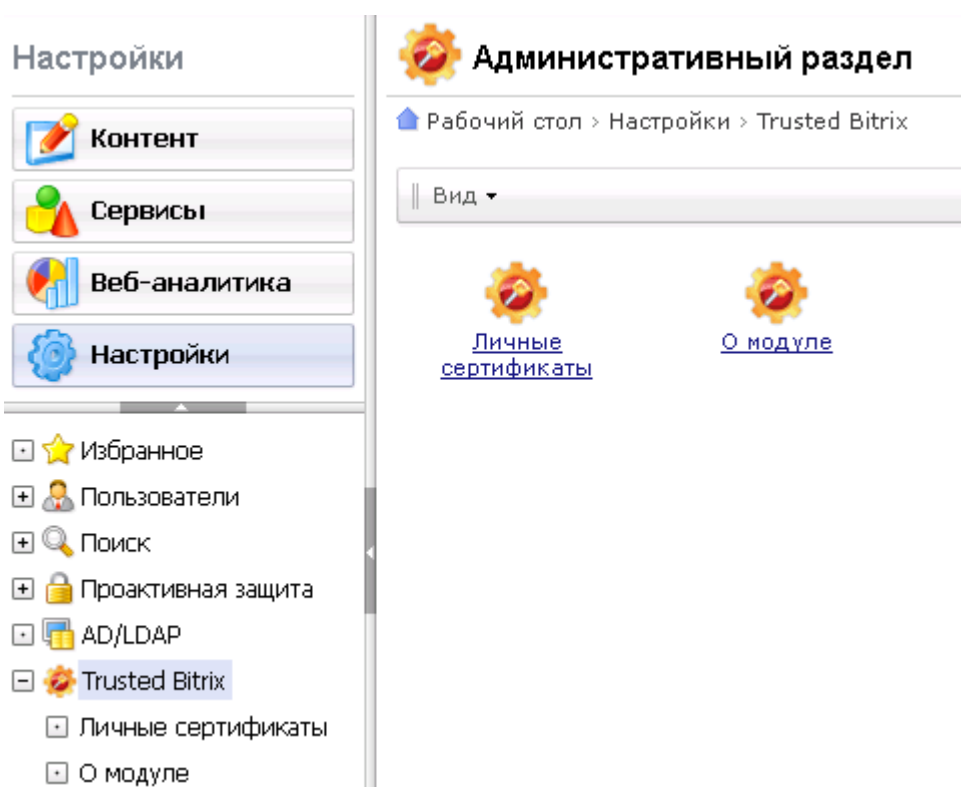 Настройки
Контент
Сервисы
Веб-аналитика
Настройки
Избранное
Пользователи
Поиск
Проактивная защита
AD/LDAP
Trusted Bitrix
Личные сертификаты
О модуле
Административный раздел
Рабочий стол > Настройки > Trusted Bitrix
Вид
Личные
сертификаты
О модуле